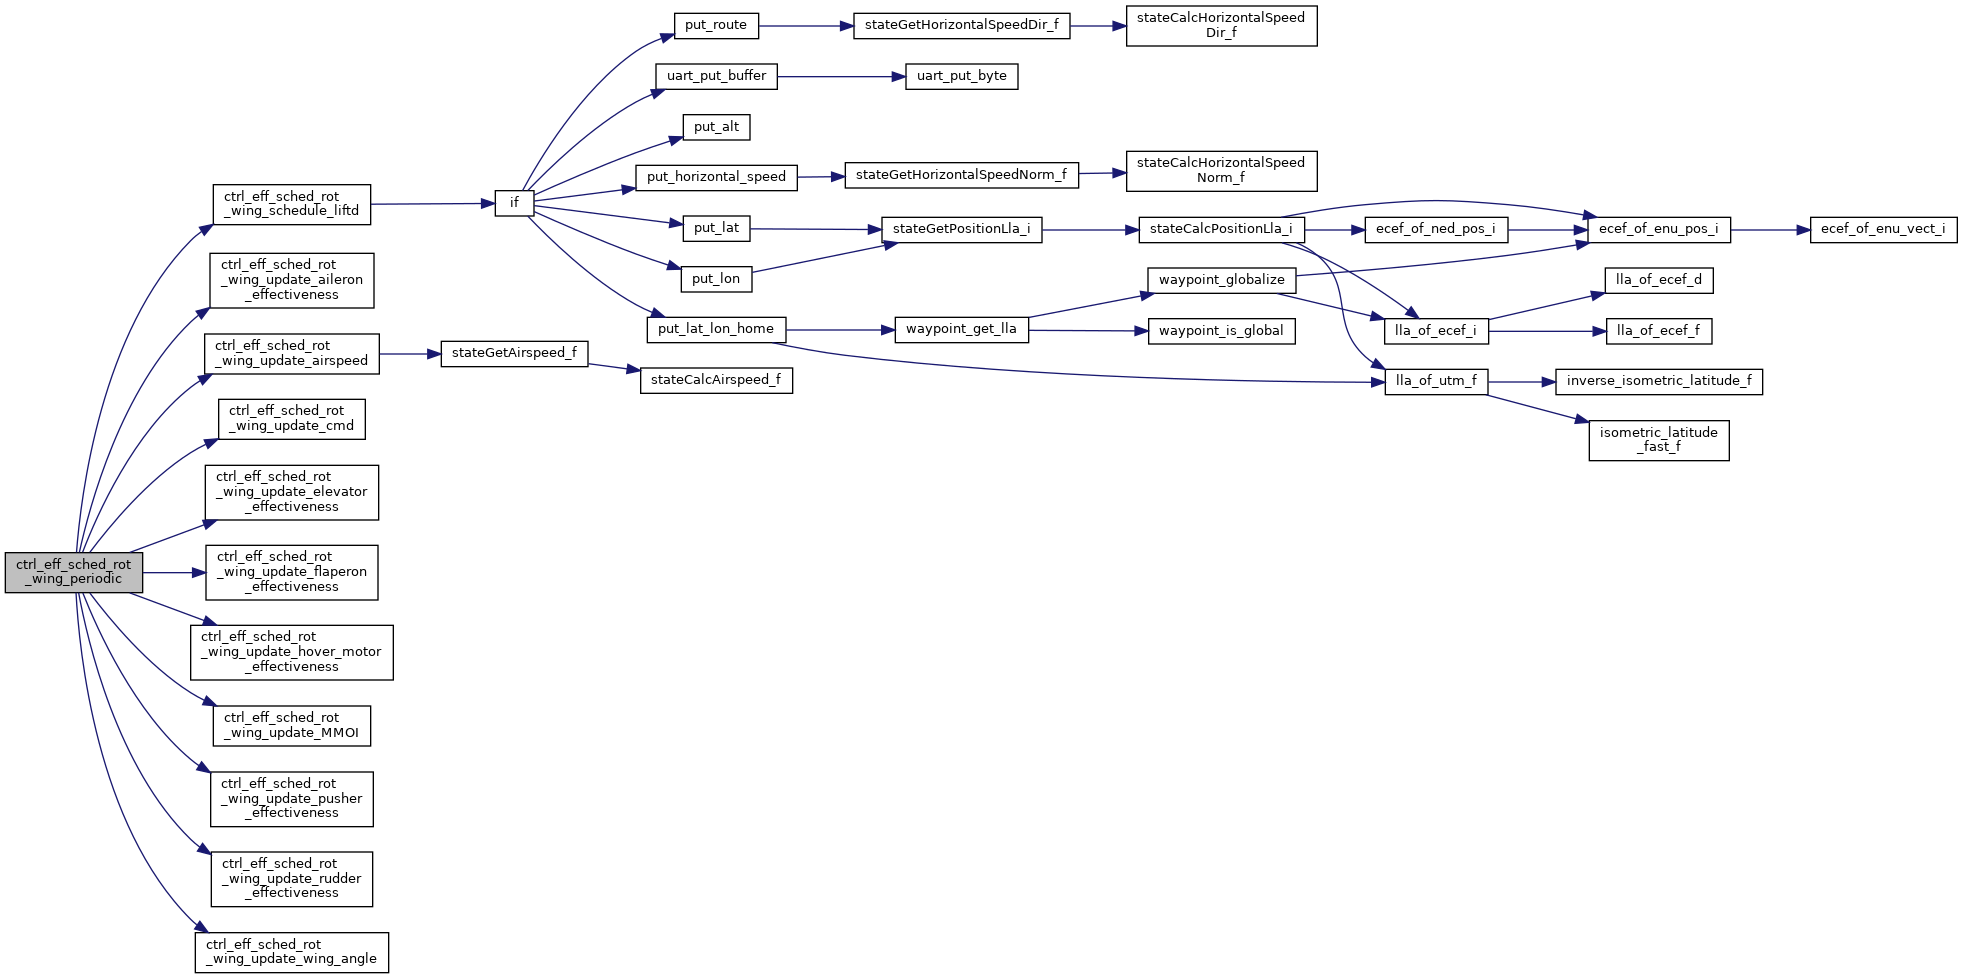 put_route
stateGetHorizontalSpeedDir_f
stateCalcHorizontalSpeed
Dir_f
uart_put_buffer
uart_put_byte
put_alt
put_horizontal_speed
stateGetHorizontalSpeedNorm_f
stateCalcHorizontalSpeed
Norm_f
ctrl_eff_sched_rot
_wing_schedule_liftd
if
put_lat
stateGetPositionLla_i
stateCalcPositionLla_i
ecef_of_ned_pos_i
ecef_of_enu_pos_i
ecef_of_enu_vect_i
ctrl_eff_sched_rot
_wing_update_aileron
_effectiveness
put_lon
waypoint_globalize
lla_of_ecef_d
put_lat_lon_home
waypoint_get_lla
waypoint_is_global
lla_of_ecef_i
lla_of_ecef_f
ctrl_eff_sched_rot
_wing_update_airspeed
stateGetAirspeed_f
stateCalcAirspeed_f
lla_of_utm_f
inverse_isometric_latitude_f
ctrl_eff_sched_rot
_wing_update_cmd
isometric_latitude
_fast_f
ctrl_eff_sched_rot
_wing_update_elevator
_effectiveness
ctrl_eff_sched_rot
_wing_periodic
ctrl_eff_sched_rot
_wing_update_flaperon
_effectiveness
ctrl_eff_sched_rot
_wing_update_hover_motor
_effectiveness
ctrl_eff_sched_rot
_wing_update_MMOI
ctrl_eff_sched_rot
_wing_update_pusher
_effectiveness
ctrl_eff_sched_rot
_wing_update_rudder
_effectiveness
ctrl_eff_sched_rot
_wing_update_wing_angle